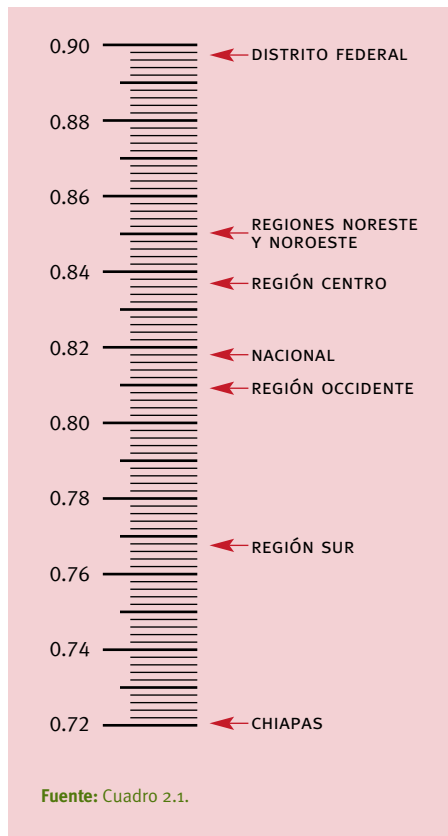 0.90
DISTRITO FEDERAL
0.88
0.86
REGIONES NORESTE
Y NOROESTE
0.84
REGIÓN CENTRO
0.82
NACIONAL
REGIÓN OCCIDENTE
0.80
0.78
REGIÓN SUR
0.76
0.74
0.72
CHIAPAS
Fuente: Cuadro 2.1.